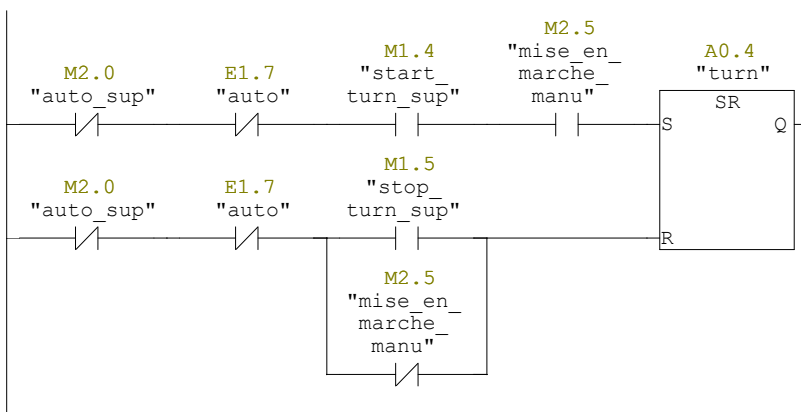 M2.5
"mise_en_
marche_
manu"
M1.4
"start_
turn_sup"
A0.4
"turn"
M2.0
"auto_sup"
E1.7
"auto"
SR
S
Q
M2.0
"auto_sup"
E1.7
"auto"
M1.5
"stop_
turn_sup"
R
M2.5
"mise_en_
marche_
manu"